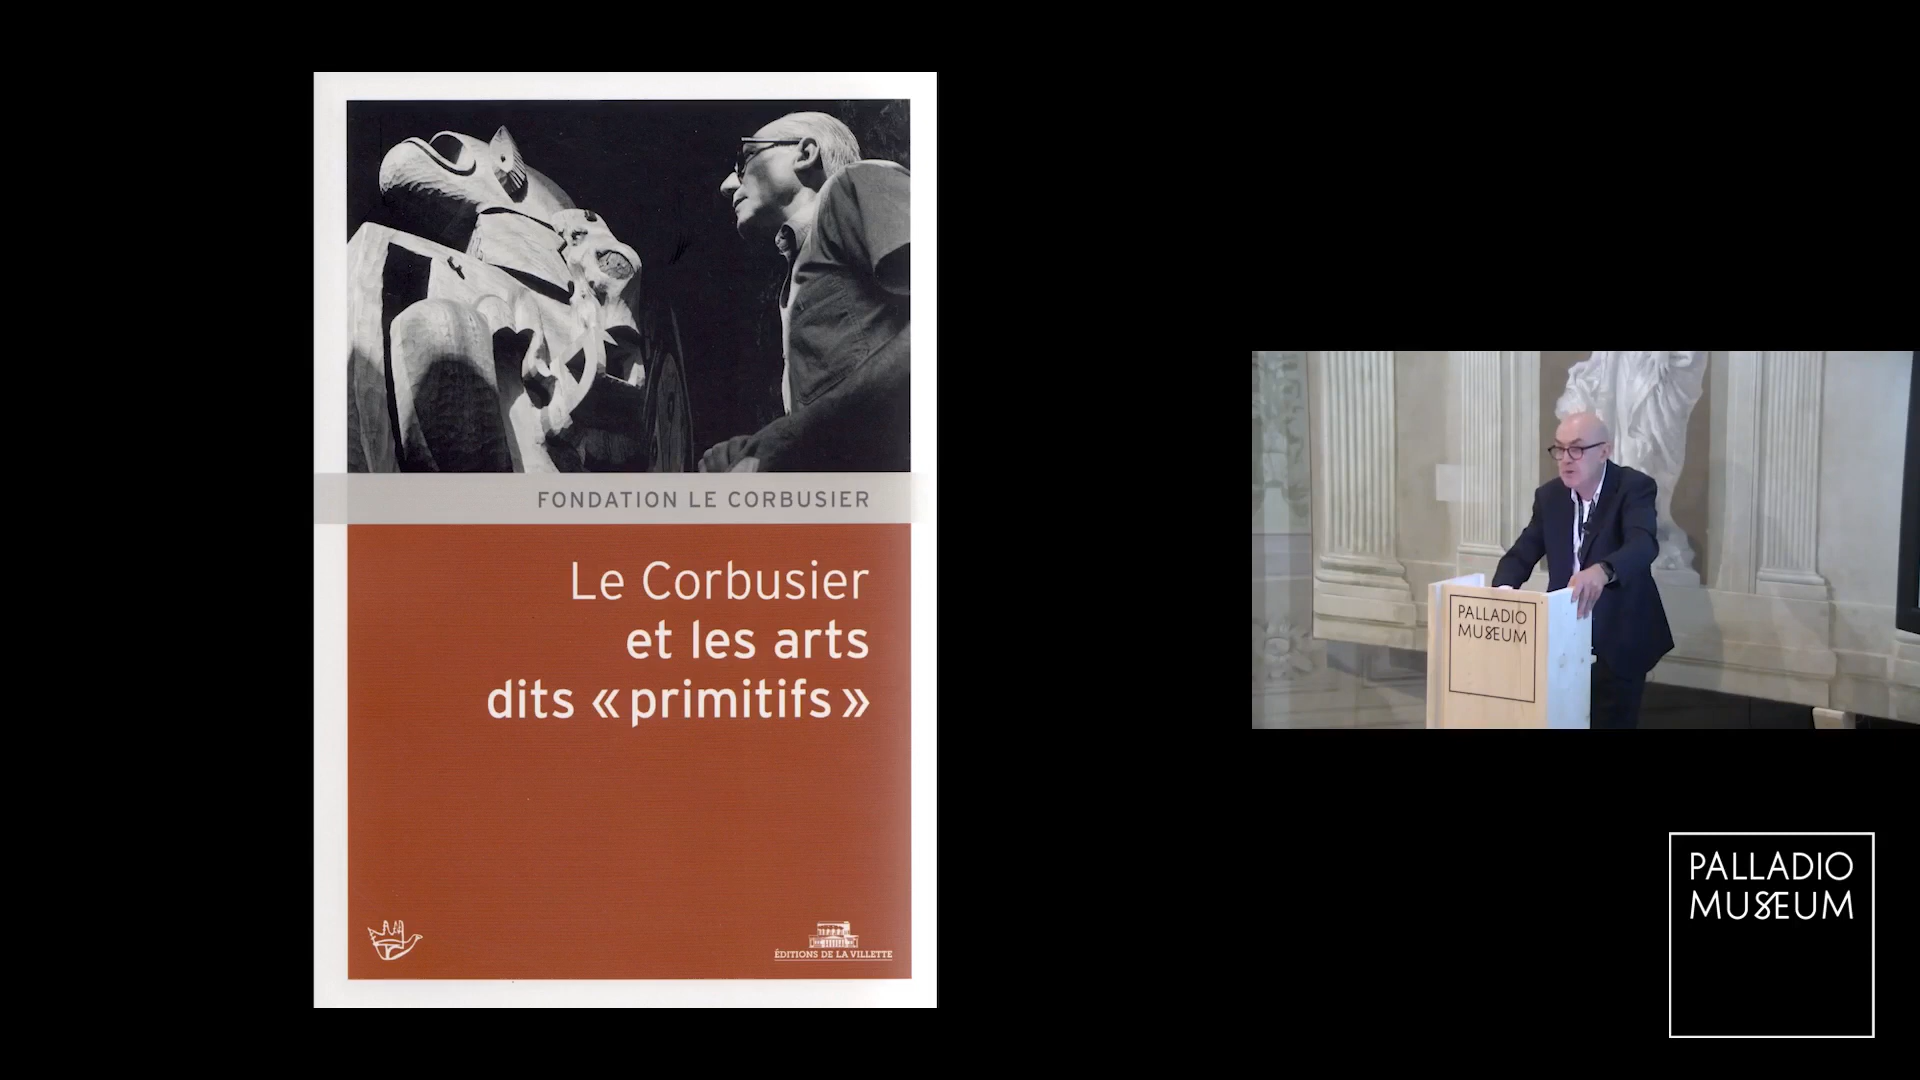 FONDATION LE CORBUSIER
Le Corbusier
et les arts
dits « primitifs »
ÉDITIONS DE LA VILLETTE
PALLADIO
MUSEUM
PALLADIO
MUSEUM